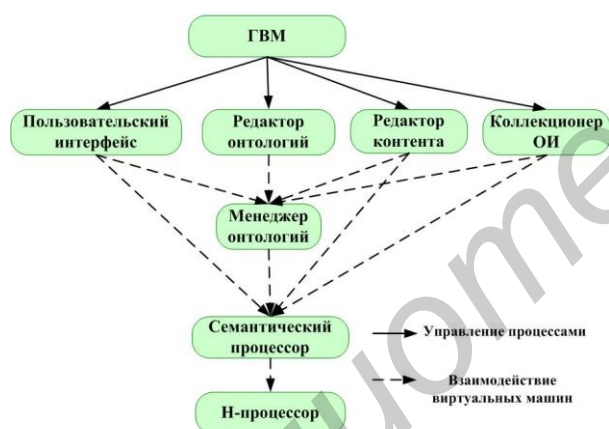 ГВМ
Пользовательский
интерфейс
Редактор
онтологий
Редактор
контента
Коллекционер
ОИ
Менеджер
онтологий
Семантический
процессор
Н-процессор
Управление процессами
Взаимодействие
виртуальных машин